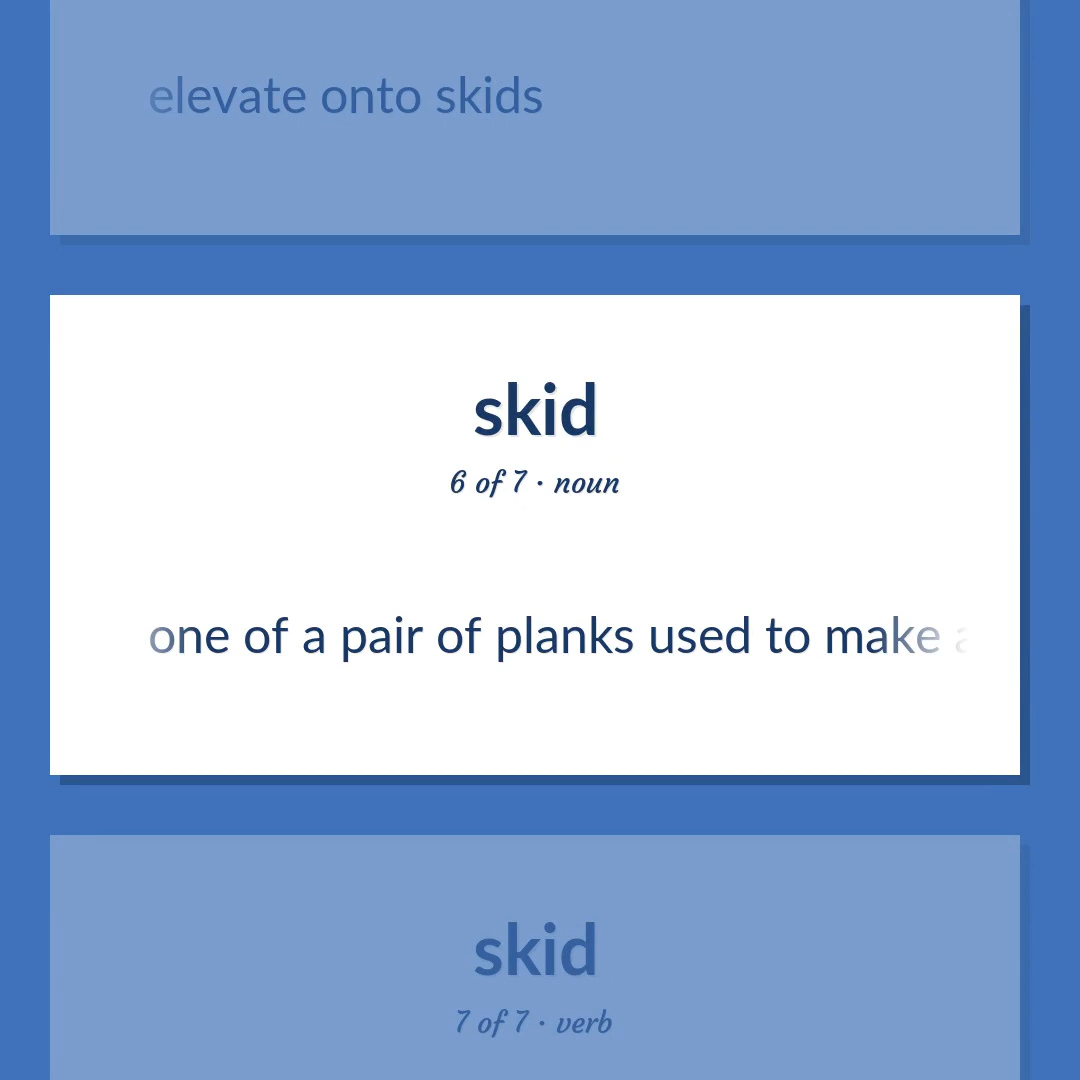 elevate onto skids
skid
6 of 7 · noun
one of a pair of planks used to make a
skid
7 of 7 · verb